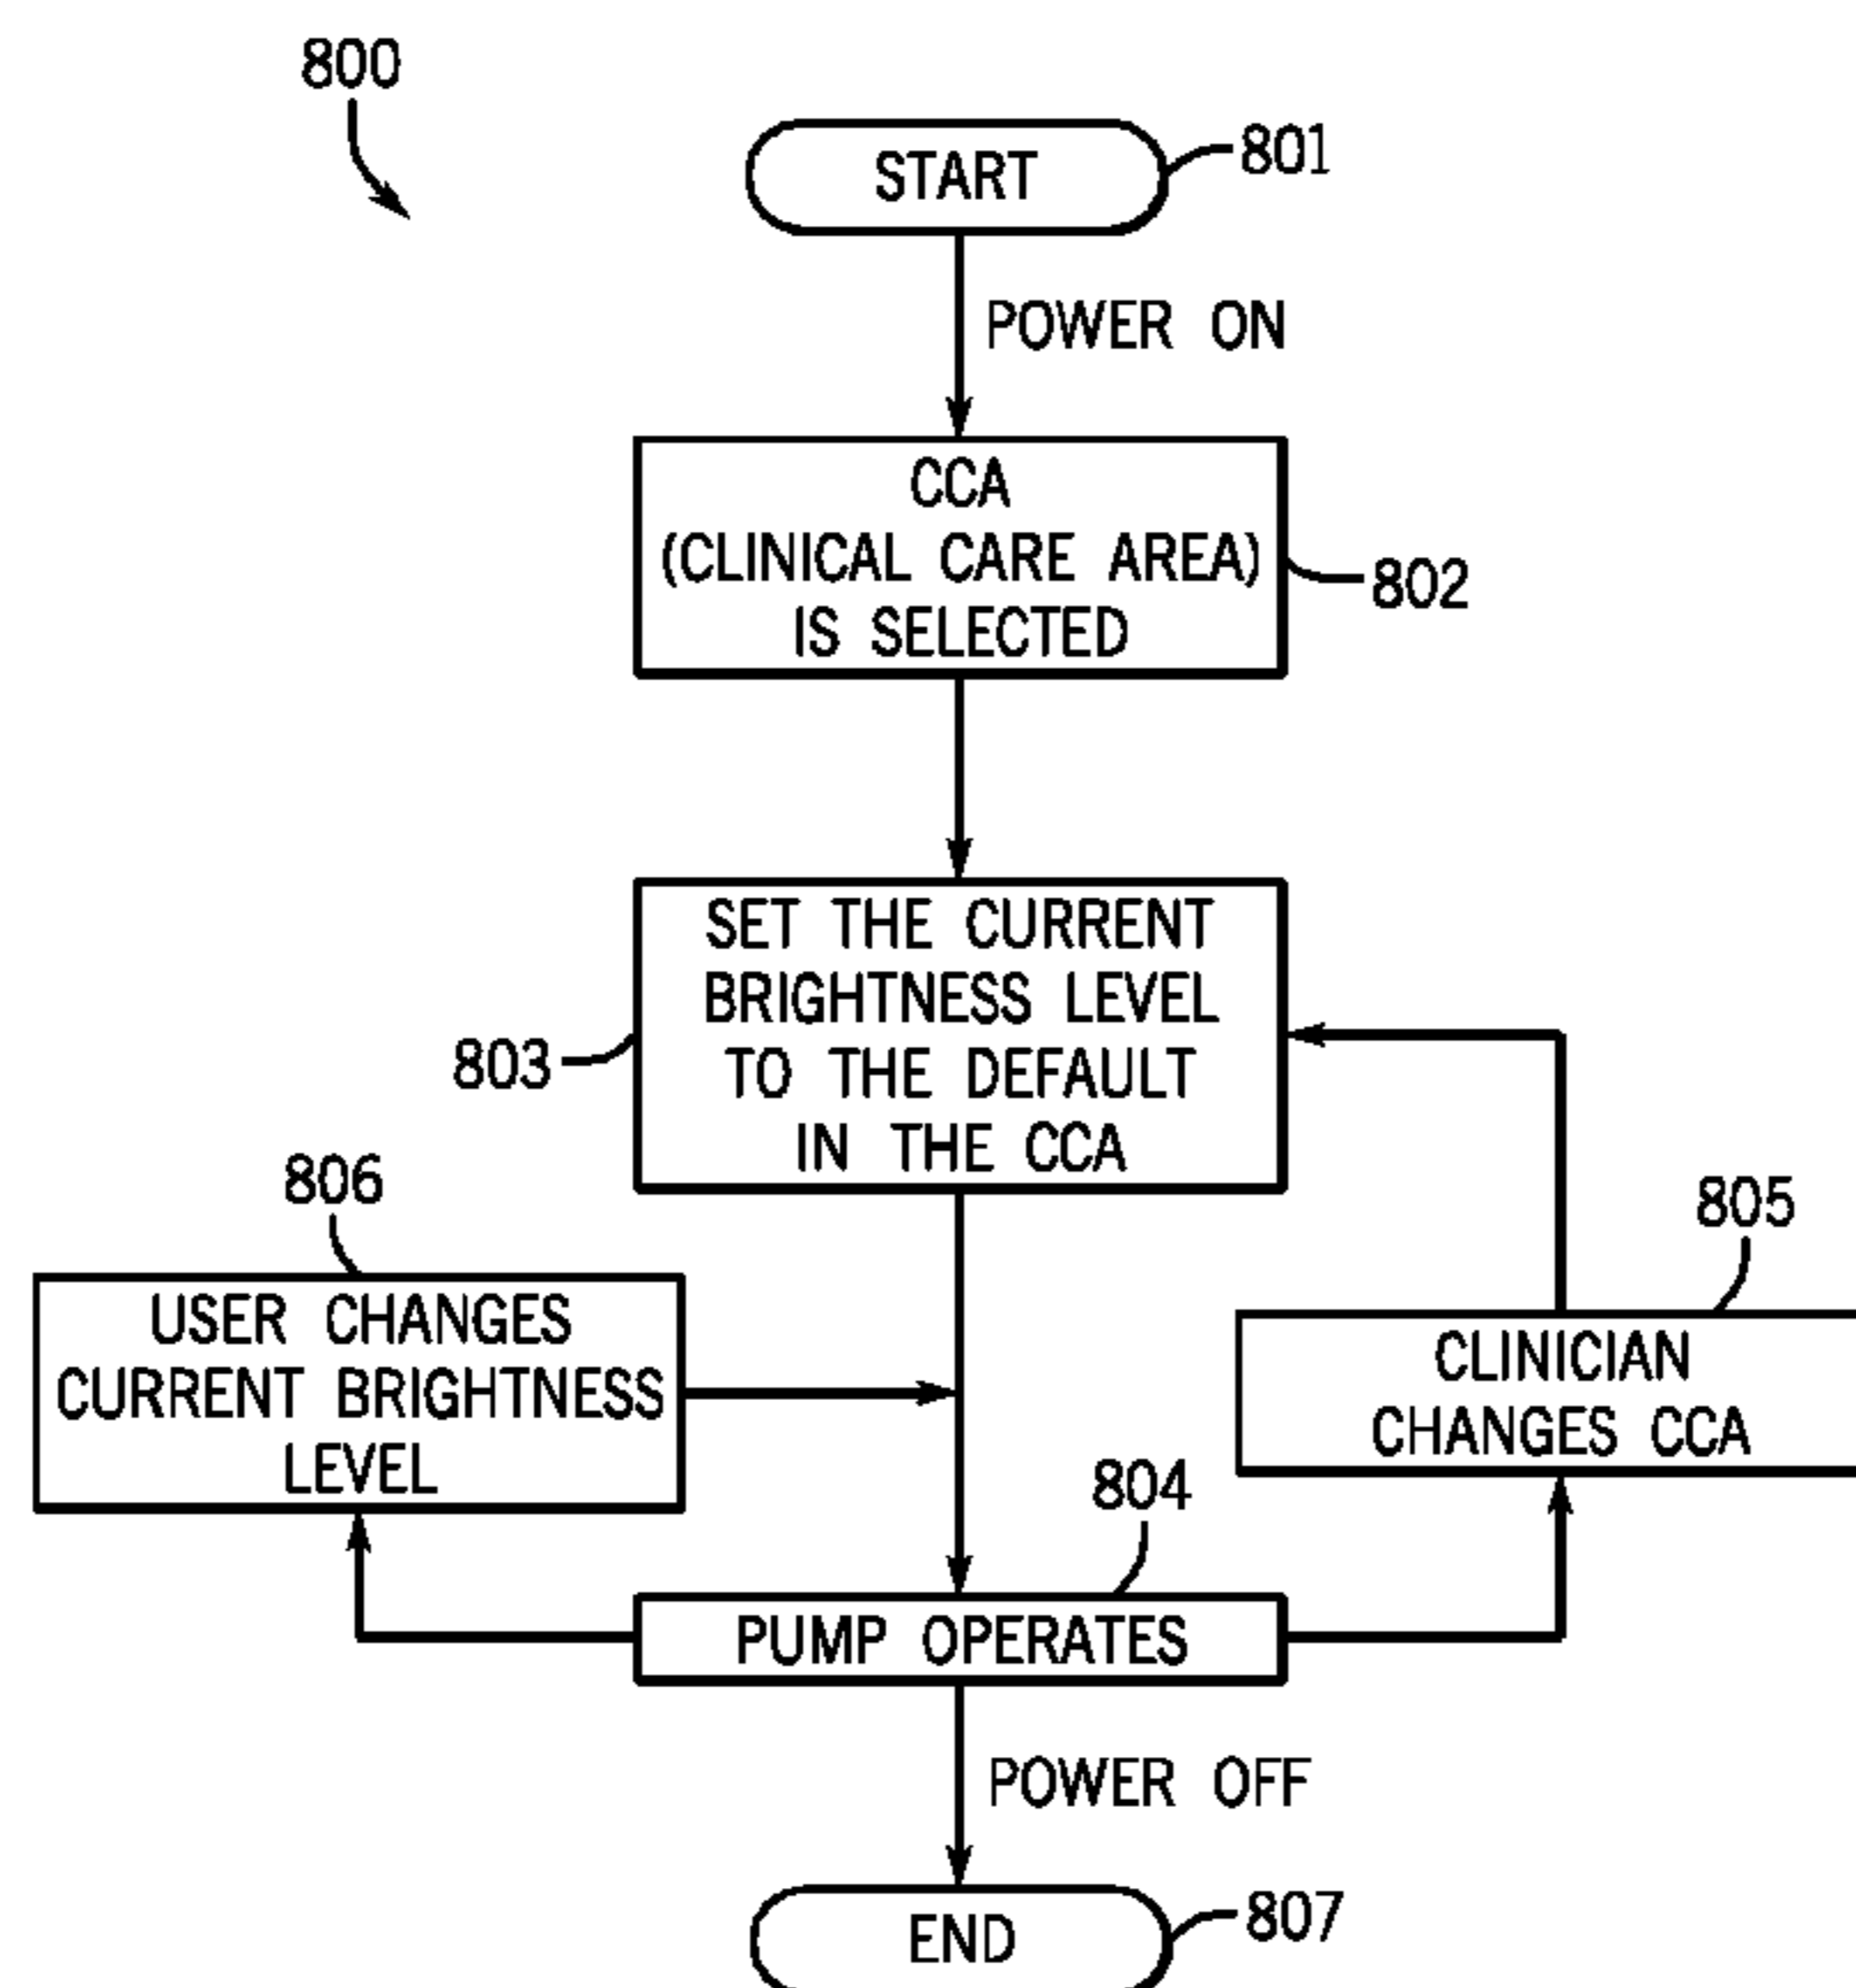 800
START
801
POWER ON
CCA
(CLINICAL CARE AREA)
IS SELECTED
802
SET THE CURRENT
BRIGHTNESS LEVEL
TO THE DEFAULT
IN THE CCA
803
806
USER CHANGES
CURRENT BRIGHTNESS
LEVEL
805
CLINICIAN
CHANGES CCA
804
PUMP OPERATES
POWER OFF
END
807